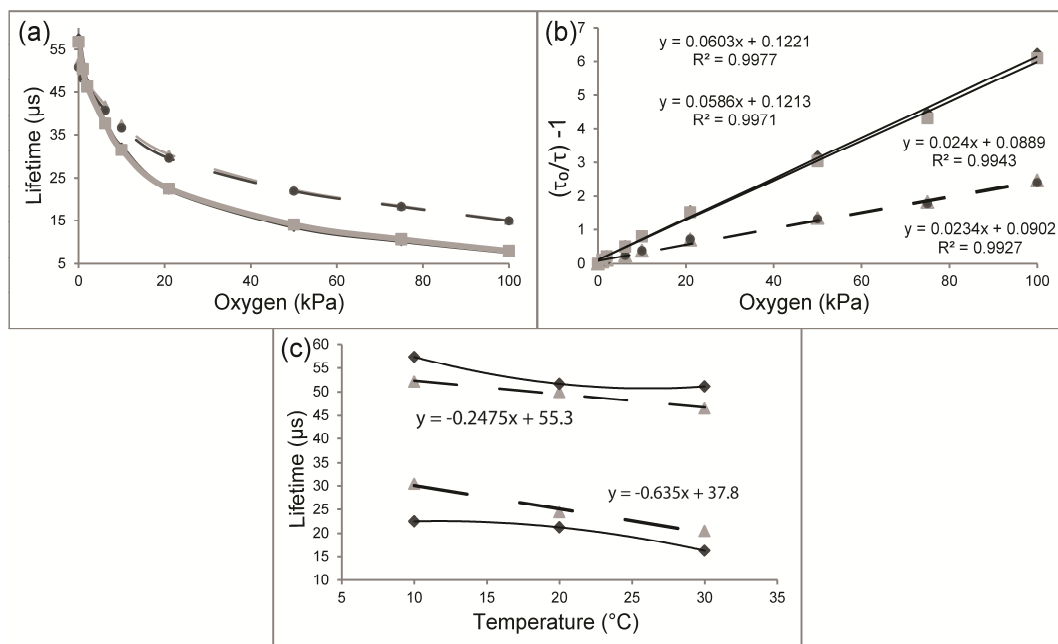 (a)
Lifetime (µs)
55
45
35
25
15
5
0 20 40 60 80 100
Oxygen (kPa)
(b)
(τo/τ) -1
7
6
5
4
3
2
1
0
y = 0.0603x + 0.1221
R² = 0.9977
y = 0.0586x + 0.1213
R² = 0.9971
y = 0.024x + 0.0889
R² = 0.9943
y = 0.0234x + 0.0902
R² = 0.9927
0 20 40 60 80 100
Oxygen (kPa)
(c)
Lifetime (µs)
60
55
50
45
40
35
30
25
20
15
10
y = -0.2475x + 55.3
y = -0.635x + 37.8
5 10 15 20 25 30 35
Temperature (°C)